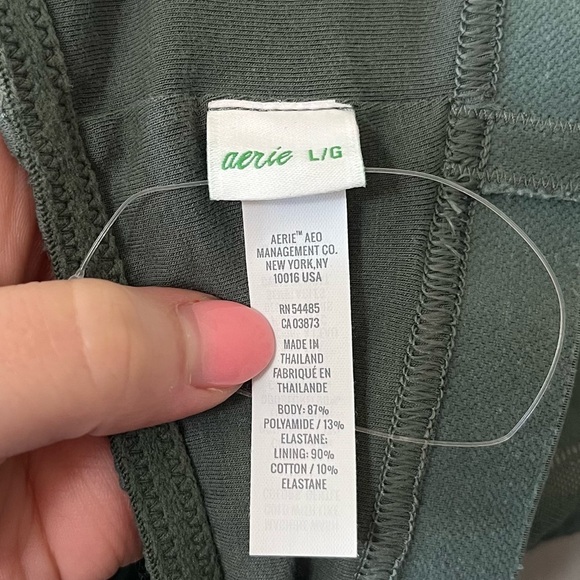 aerie L/G
AERIE™ AEO
MANAGEMENT CO.
NEW YORK,NY
10016 USA
RN 54485
CA 03873
MADE IN
THAILAND
FABRIQUÉ EN
THAÏLANDE
BODY: 87%
POLYAMIDE / 13%
ELASTANE;
LINING: 90%
COTTON / 10%
ELASTANE